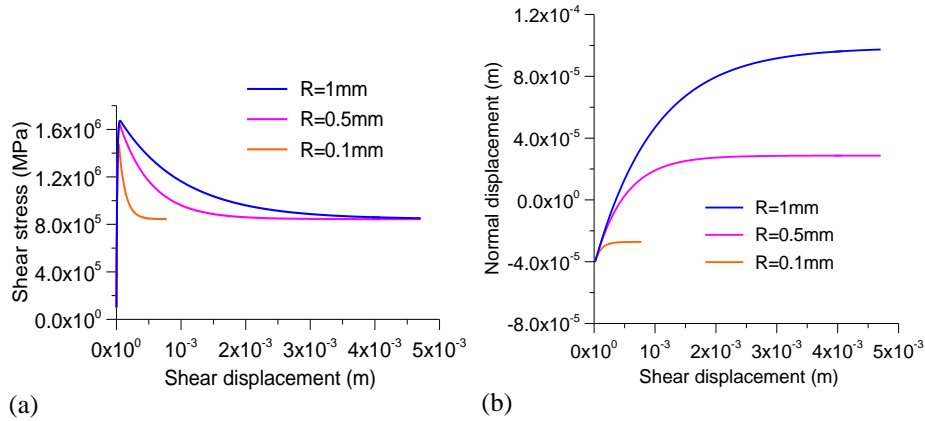 R=1mm
R=0.5mm
R=0.1mm
Shear stress (MPa)
1.6x10⁶
1.2x10⁶
8.0x10⁵
4.0x10⁵
0.0x10⁰
0x10⁰ 10⁻³ 2x10⁻³ 3x10⁻³ 4x10⁻³ 5x10⁻³
Shear displacement (m)
(a)
Normal displacement (m)
1.2x10⁻⁴
8.0x10⁻⁵
4.0x10⁻⁵
0.0x10⁰
-4.0x10⁻⁵
-8.0x10⁻⁵
R=1mm
R=0.5mm
R=0.1mm
0x10⁰ 10⁻³ 2x10⁻³ 3x10⁻³ 4x10⁻³ 5x10⁻³
Shear displacement (m)
(b)